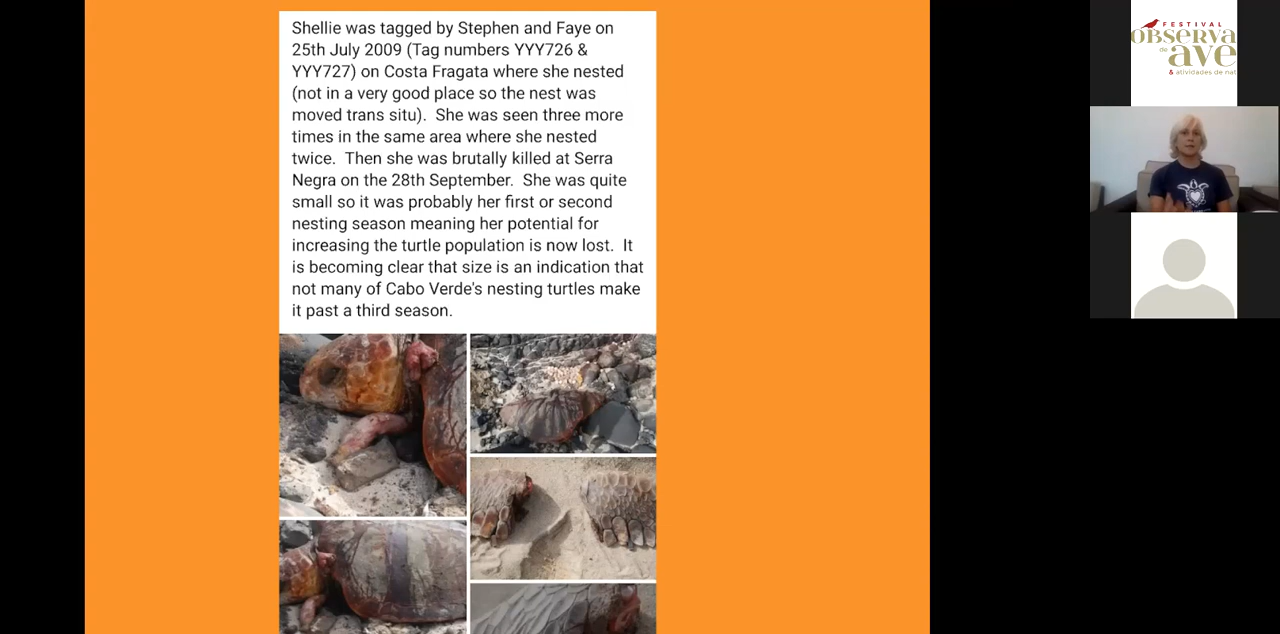 Shellie was tagged by Stephen and Faye on
25th July 2009 (Tag numbers YYY726 &
YYY727) on Costa Fragata where she nested
(not in a very good place so the nest was
moved trans situ).  She was seen three more
times in the same area where she nested
twice.  Then she was brutally killed at Serra
Negra on the 28th September.  She was quite
small so it was probably her first or second
nesting season meaning her potential for
increasing the turtle population is now lost.  It
is becoming clear that size is an indication that
not many of Cabo Verde's nesting turtles make
it past a third season.
FESTIVAL
OBSERVA
de ave
& atividades de nat